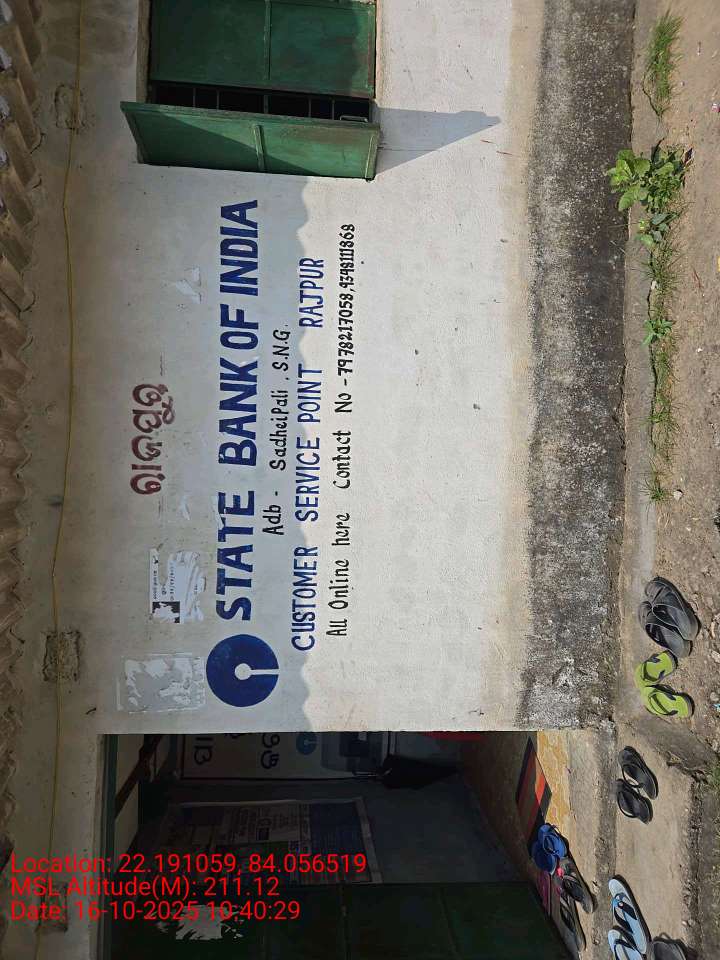 ରାଜପୁର
STATE BANK OF INDIA
Adb - Sadheipali, S.N.G.
CUSTOMER SERVICE POINT RAJPUR
All Online here Contact No - 7978217058, 9348111868
Location: 22.191059, 84.056519
MSL Altitude(M): 211.12
Date: 16-10-2025 10:40:29